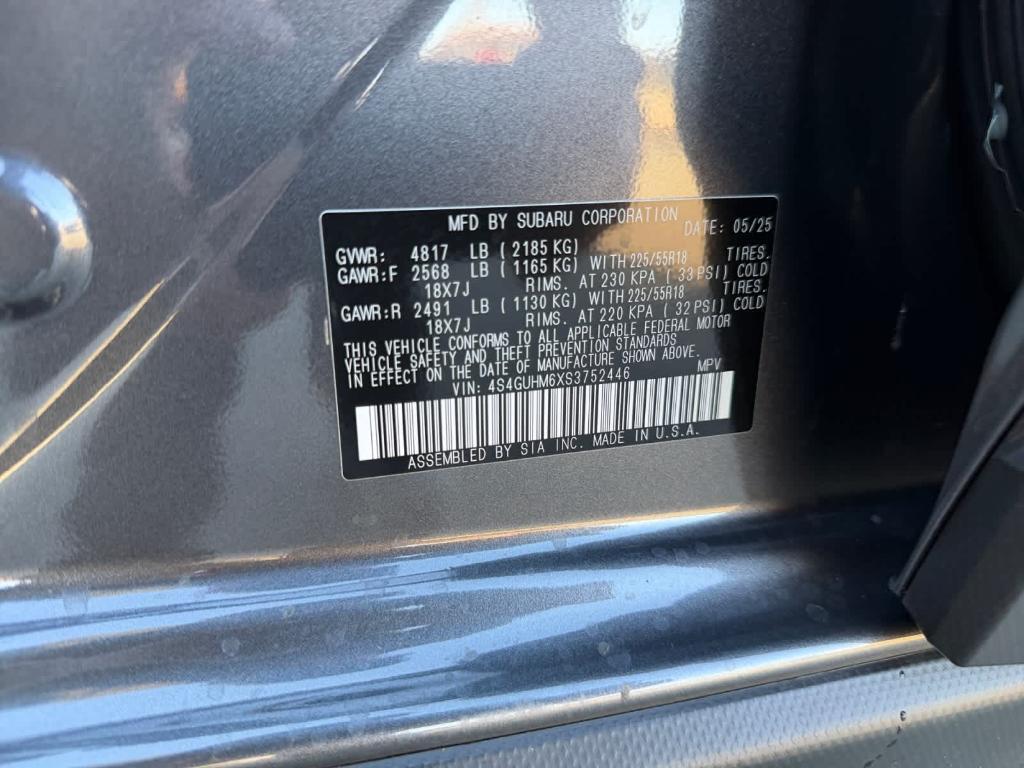 MFD BY SUBARU CORPORATION DATE: 05/25
GVWR: 4817 LB ( 2185 KG)
GAWR:F 2568 LB ( 1165 KG) WITH 225/55R18 TIRES.
18X7J RIMS. AT 230 KPA ( 33 PSI) COLD
GAWR:R 2491 LB ( 1130 KG) WITH 225/55R18 TIRES.
18X7J RIMS. AT 220 KPA ( 32 PSI) COLD
THIS VEHICLE CONFORMS TO ALL APPLICABLE FEDERAL MOTOR
VEHICLE SAFETY AND THEFT PREVENTION STANDARDS
IN EFFECT ON THE DATE OF MANUFACTURE SHOWN ABOVE.
VIN: 4S4GUHM6XS3752446 MPV
ASSEMBLED BY SIA INC. MADE IN U.S.A.